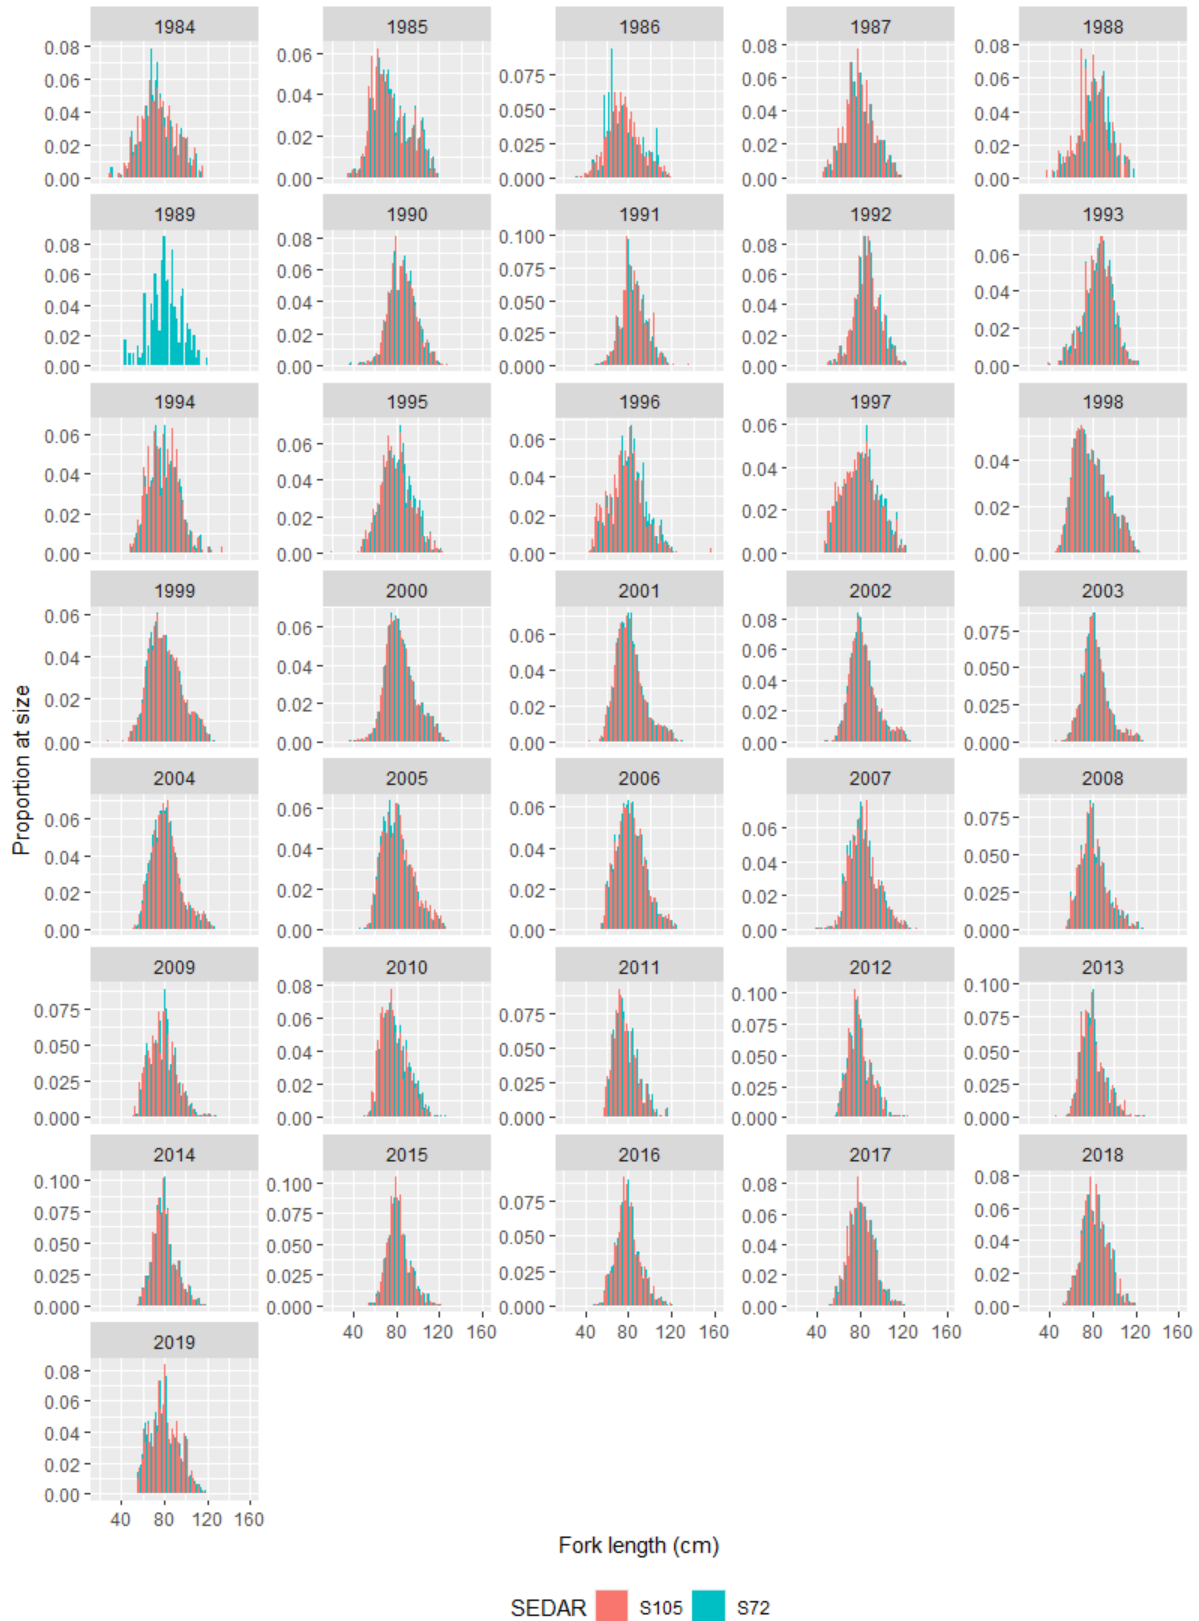 1984 1985 1986 1987 1988
0.08 0.06 0.075 0.08 0.08
0.06 0.04 0.050 0.06 0.06
0.04 0.02 0.025 0.04 0.04
0.02 0.00 0.000 0.02 0.02
0.00 0.00 0.00
1989 1990 1991 1992 1993
0.08 0.08 0.100 0.08 0.06
0.06 0.06 0.075 0.06 0.04
0.04 0.04 0.050 0.04 0.02
0.02 0.02 0.025 0.02 0.00
0.00 0.00 0.000 0.00
1994 1995 1996 1997 1998
0.06 0.06 0.06 0.06 0.04
0.04 0.04 0.04 0.04 0.02
0.02 0.02 0.02 0.02 0.00
0.00 0.00 0.00 0.00
1999 2000 2001 2002 2003
0.06 0.06 0.06 0.08 0.075
0.04 0.04 0.04 0.06 0.050
0.02 0.02 0.02 0.04 0.025
0.00 0.00 0.00 0.02 0.000
0.00
Proportion at size
2004 2005 2006 2007 2008
0.06 0.06 0.06 0.06 0.075
0.04 0.04 0.04 0.04 0.050
0.02 0.02 0.02 0.02 0.025
0.00 0.00 0.00 0.00 0.000
2009 2010 2011 2012 2013
0.075 0.08 0.075 0.100 0.100
0.050 0.06 0.050 0.075 0.075
0.025 0.04 0.025 0.050 0.050
0.000 0.02 0.000 0.025 0.025
0.00 0.000 0.000
2014 2015 2016 2017 2018
0.100 0.100 0.075 0.08 0.08
0.075 0.075 0.050 0.06 0.06
0.050 0.050 0.025 0.04 0.04
0.025 0.025 0.000 0.02 0.02
0.000 0.000 0.00 0.00
40 80 120 160 40 80 120 160 40 80 120 160 40 80 120 160
2019
0.08
0.06
0.04
0.02
0.00
40 80 120 160
Fork length (cm)
SEDAR S105 S72